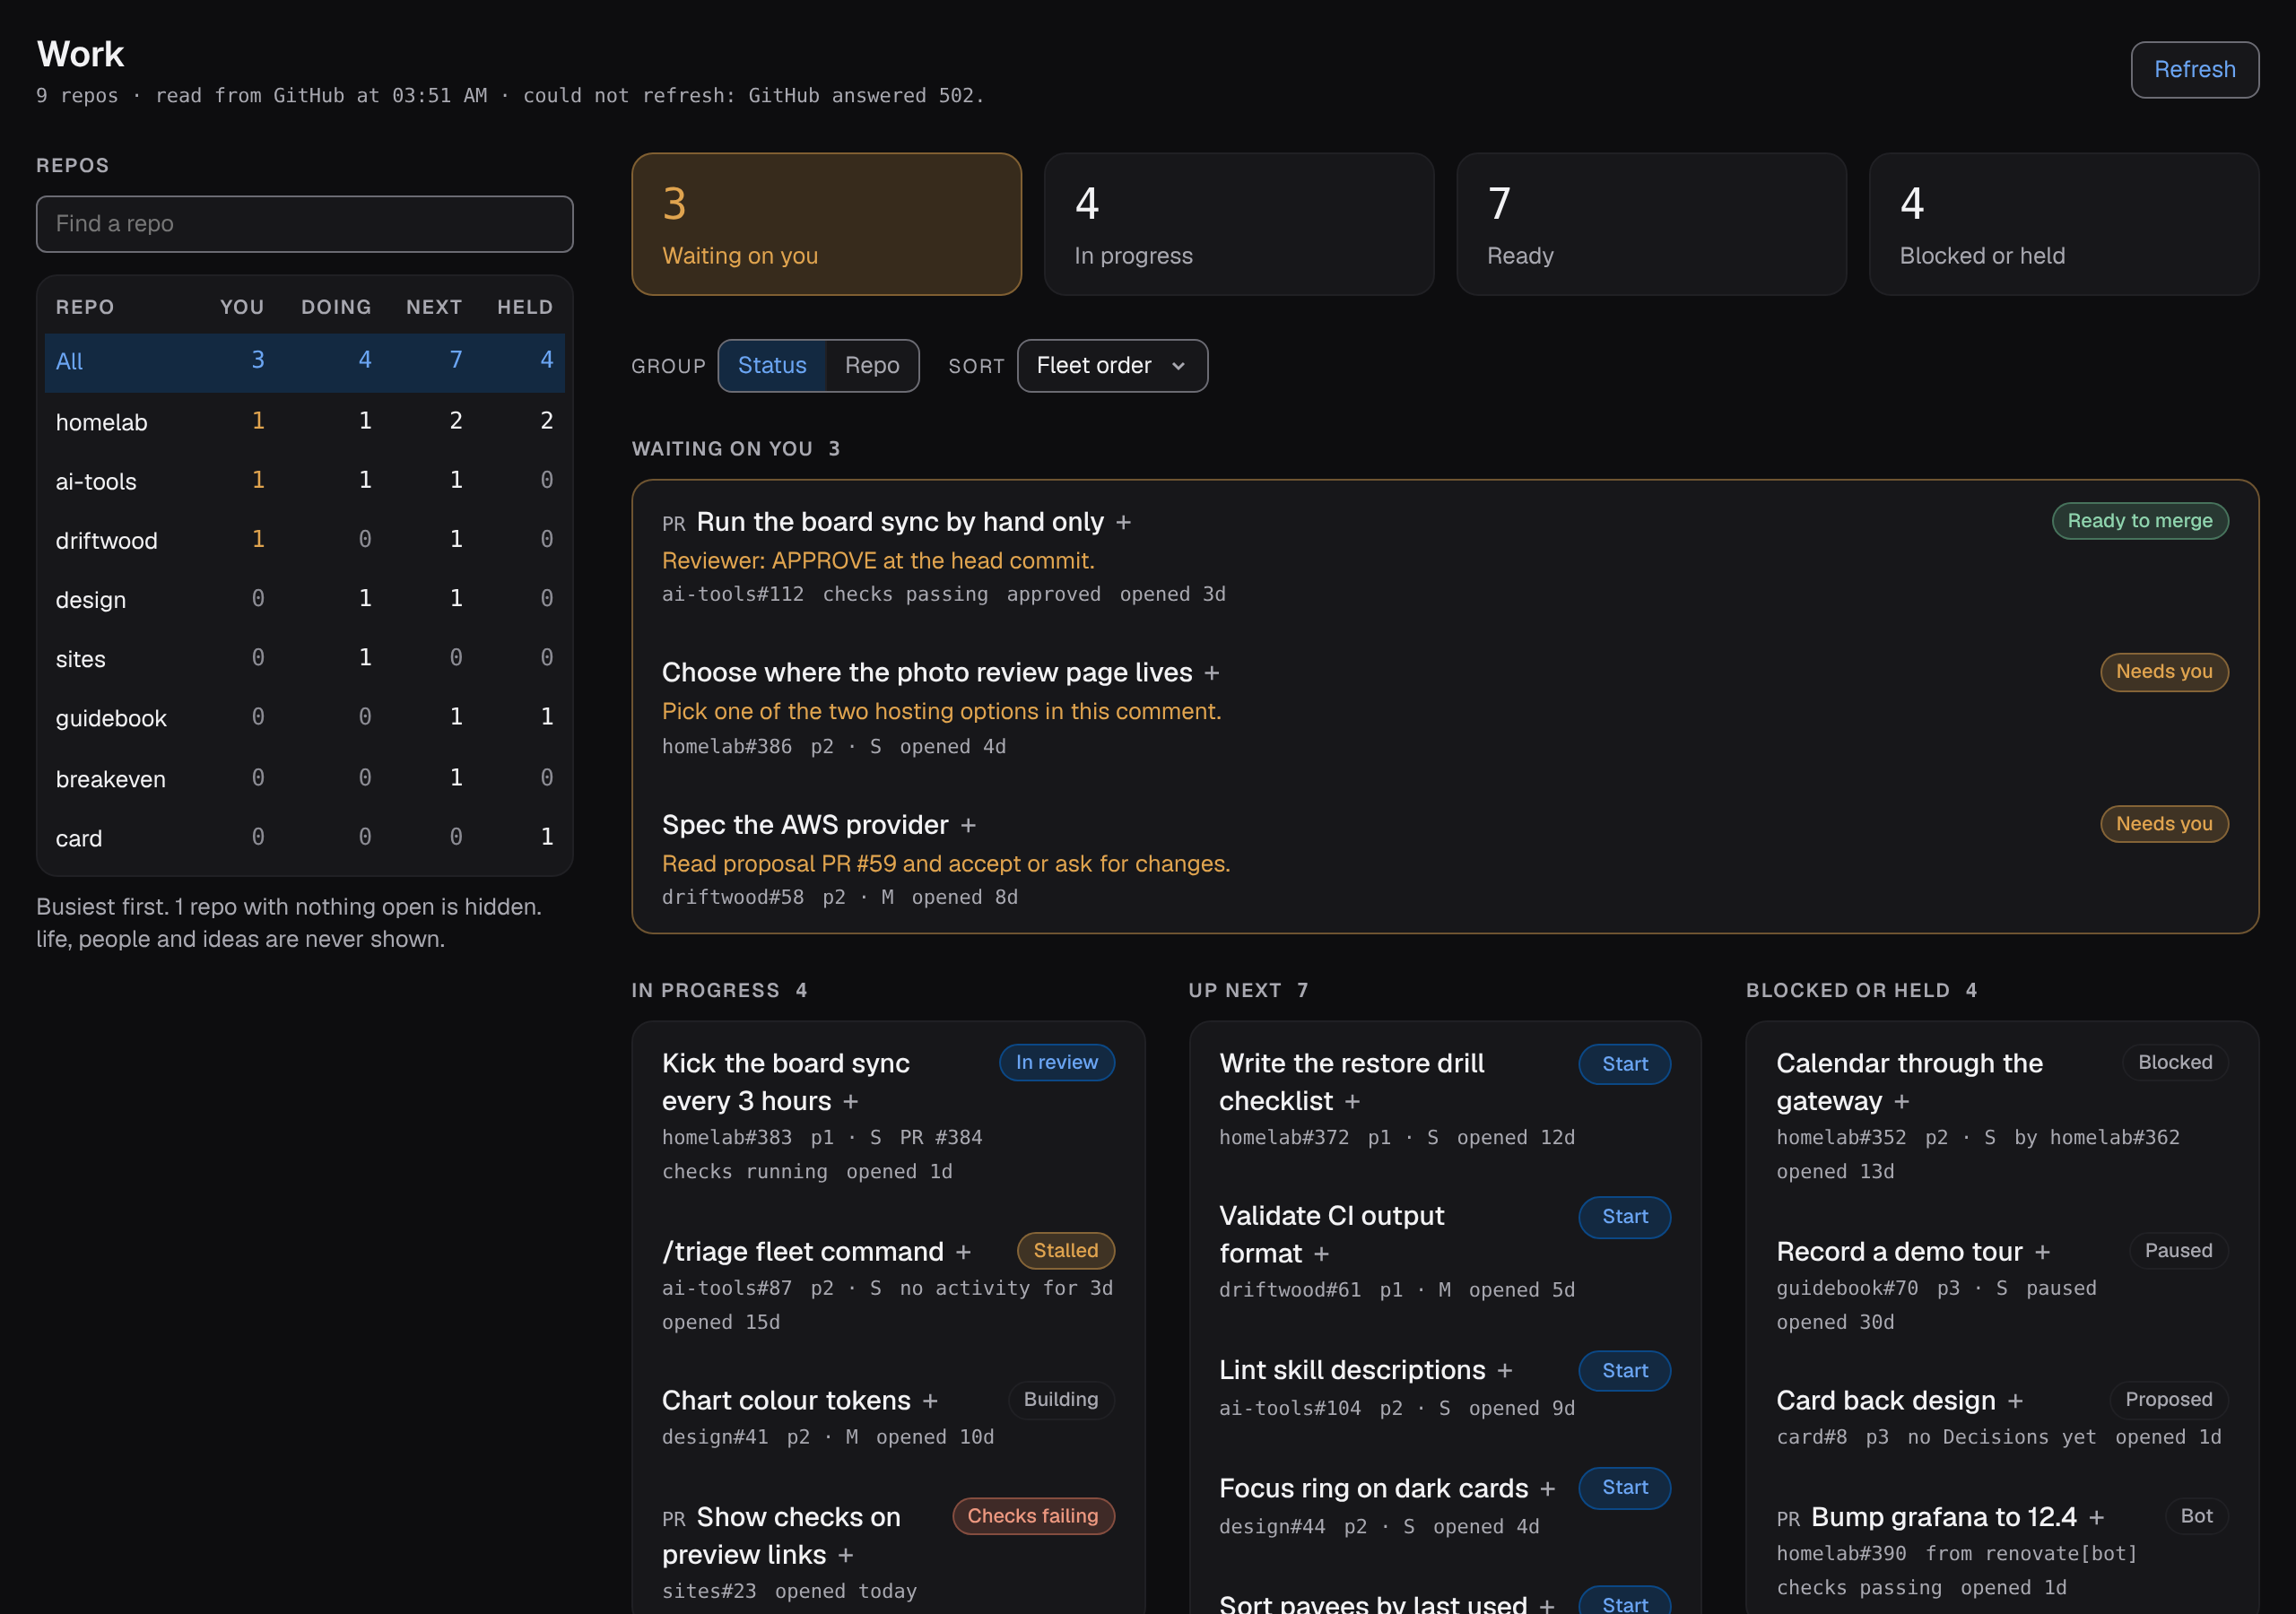 Work
9 repos · read from GitHub at 03:51 AM · could not refresh: GitHub answered 502.
Refresh
REPOS
Find a repo
REPO YOU DOING NEXT HELD
All 3 4 7 4
homelab 1 1 2 2
ai-tools 1 1 1 0
driftwood 1 0 1 0
design 0 1 1 0
sites 0 1 0 0
guidebook 0 0 1 1
breakeven 0 0 1 0
card 0 0 0 1
Busiest first. 1 repo with nothing open is hidden.
life, people and ideas are never shown.
3
Waiting on you
4
In progress
7
Ready
4
Blocked or held
GROUP Status Repo SORT Fleet order
WAITING ON YOU 3
PR Run the board sync by hand only +
Ready to merge
Reviewer: APPROVE at the head commit.
ai-tools#112 checks passing approved opened 3d
Choose where the photo review page lives +
Needs you
Pick one of the two hosting options in this comment.
homelab#386 p2 · S opened 4d
Spec the AWS provider +
Needs you
Read proposal PR #59 and accept or ask for changes.
driftwood#58 p2 · M opened 8d
IN PROGRESS 4
Kick the board sync
every 3 hours +
In review
homelab#383 p1 · S PR #384
checks running opened 1d
/triage fleet command +
Stalled
ai-tools#87 p2 · S no activity for 3d
opened 15d
Chart colour tokens +
Building
design#41 p2 · M opened 10d
PR Show checks on
preview links +
Checks failing
sites#23 opened today
UP NEXT 7
Write the restore drill
checklist +
Start
homelab#372 p1 · S opened 12d
Validate CI output
format +
Start
driftwood#61 p1 · M opened 5d
Lint skill descriptions +
Start
ai-tools#104 p2 · S opened 9d
Focus ring on dark cards +
Start
design#44 p2 · S opened 4d
Sort payees by last used +
Start
BLOCKED OR HELD 4
Calendar through the
gateway +
Blocked
homelab#352 p2 · S by homelab#362
opened 13d
Record a demo tour +
Paused
guidebook#70 p3 · S paused
opened 30d
Card back design +
Proposed
card#8 p3 no Decisions yet opened 1d
PR Bump grafana to 12.4 +
Bot
homelab#390 from renovate[bot]
checks passing opened 1d